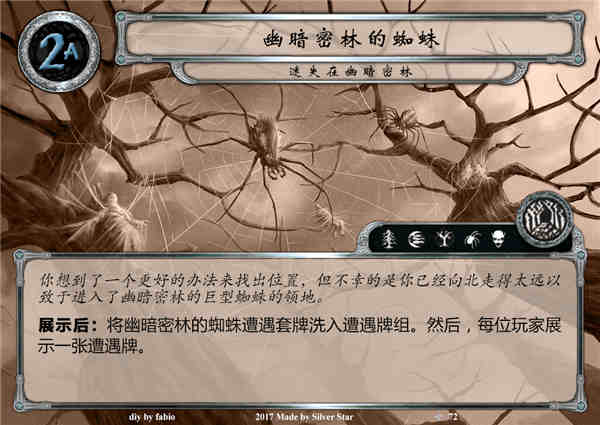 2A
幽暗密林的蜘蛛
迷失在幽暗密林
你想到了一个更好的办法来找出位置，但不幸的是你已经向北走得太远以
致于进入了幽暗密林的巨型蜘蛛的领地。
展示后：将幽暗密林的蜘蛛遭遇套牌洗入遭遇牌组。然后，每位玩家展
示一张遭遇牌。
diy by fabio 2017 Made by Silver Star 72